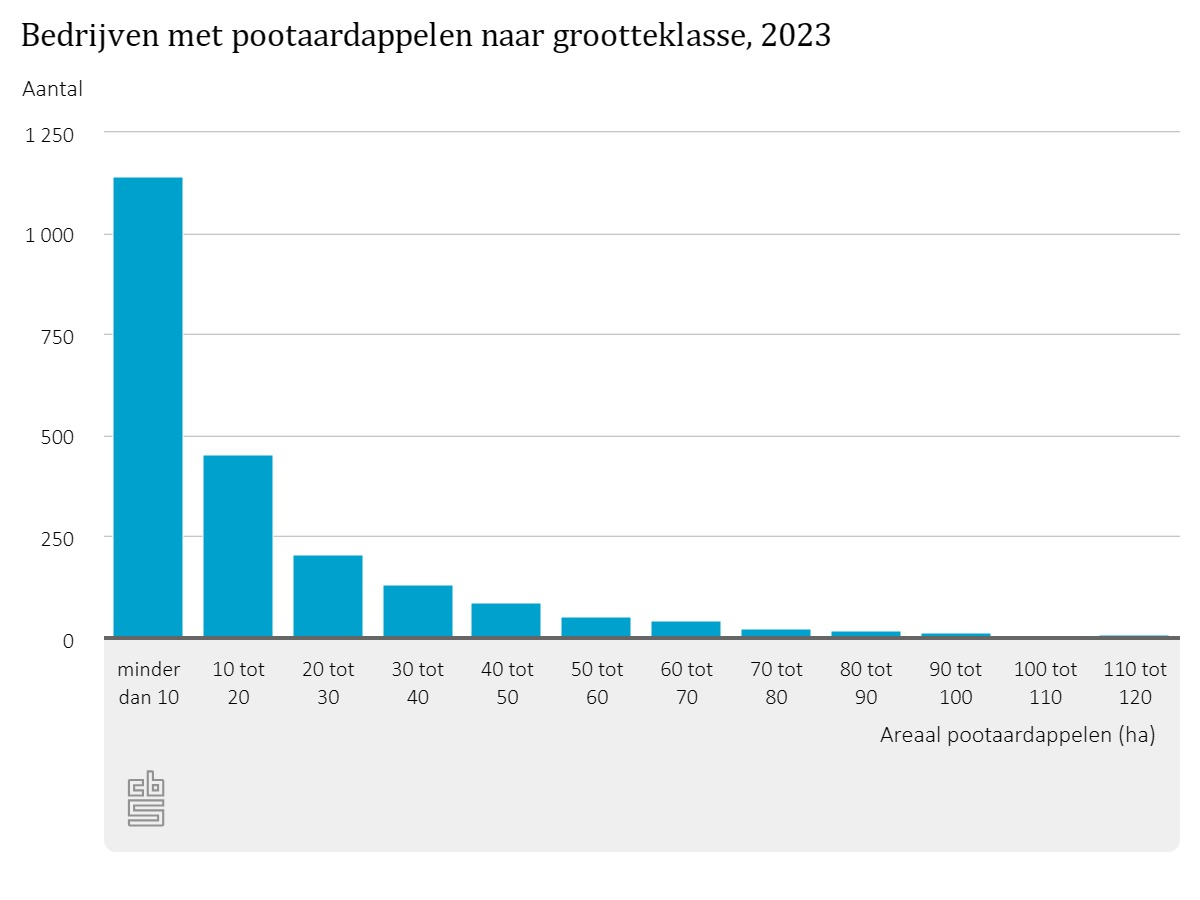 Bedrijven met pootaardappelen naar grootteklasse, 2023
Aantal
1 250
1 000
750
500
250
0
minder dan 10
10 tot 20
20 tot 30
30 tot 40
40 tot 50
50 tot 60
60 tot 70
70 tot 80
80 tot 90
90 tot 100
100 tot 110
110 tot 120
Areaal pootaardappelen (ha)
cbs